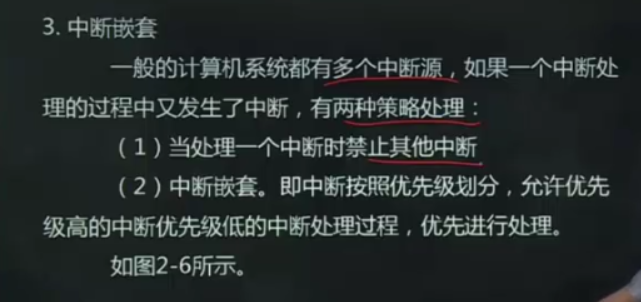 3. 中断嵌套
一般的计算机系统都有多个中断源，如果一个中断处
理的过程中又发生了中断，有两种策略处理：
（1）当处理一个中断时禁止其他中断
（2）中断嵌套。即中断按照优先级划分，允许优先
级高的中断优先级低的中断处理过程，优先进行处理。
如图2-6所示。